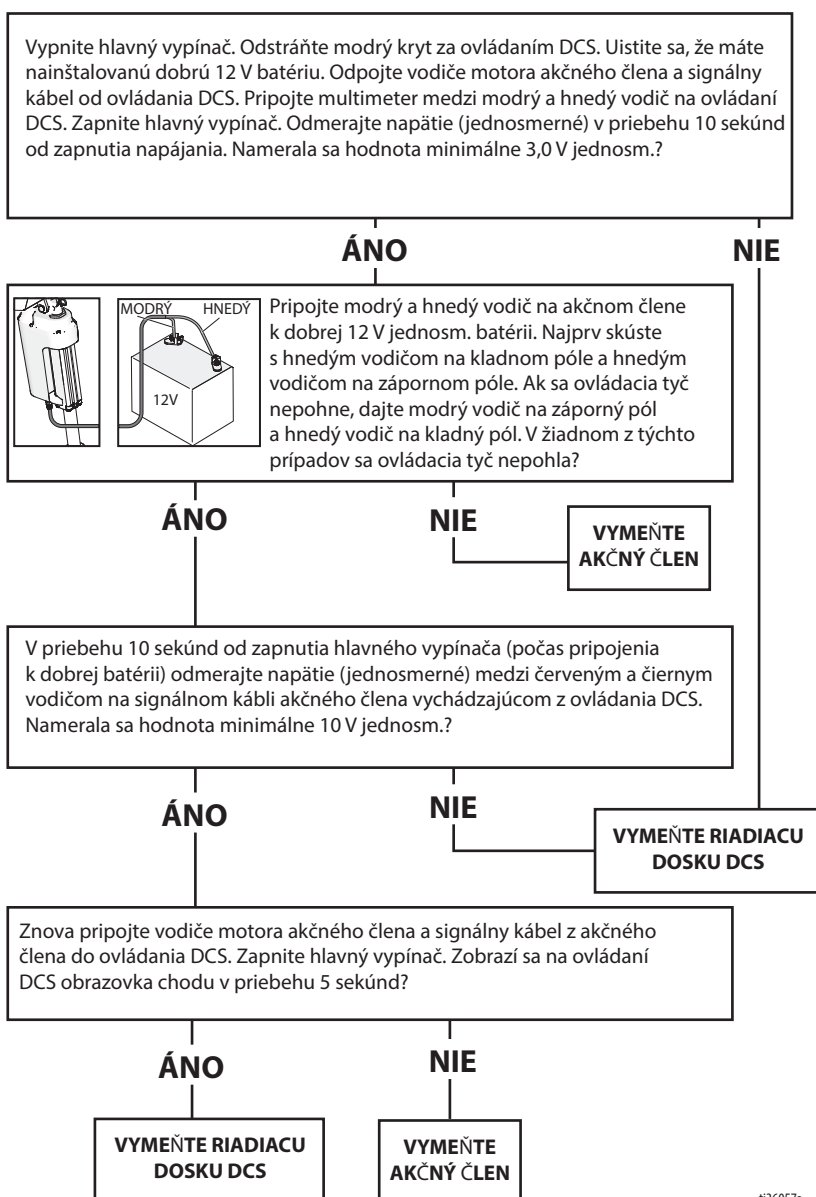 Vypnite hlavný vypínač. Odstráňte modrý kryt za ovládaním DCS. Uistite sa, že máte
nainštalovanú dobrú 12 V batériu. Odpojte vodiče motora akčného člena a signálny
kábel od ovládania DCS. Pripojte multimeter medzi modrý a hnedý vodič na ovládaní
DCS. Zapnite hlavný vypínač. Odmerajte napätie (jednosmerné) v priebehu 10 sekúnd
od zapnutia napájania. Namerala sa hodnota minimálne 3,0 V jednosm.?
ÁNO
NIE
MODRÝ
HNEDÝ
12V
Pripojte modrý a hnedý vodič na akčnom člene
k dobrej 12 V jednosm. batérii. Najprv skúste
s hnedým vodičom na kladnom póle a hnedým
vodičom na zápornom póle. Ak sa ovládacia tyč
nepohne, dajte modrý vodič na záporný pól
a hnedý vodič na kladný pól. V žiadnom z týchto
prípadov sa ovládacia tyč nepohla?
ÁNO
NIE
VYMEŇTE
AKČNÝ ČLEN
V priebehu 10 sekúnd od zapnutia hlavného vypínača (počas pripojenia
k dobrej batérii) odmerajte napätie (jednosmerné) medzi červeným a čiernym
vodičom na signálnom kábli akčného člena vychádzajúcom z ovládania DCS.
Namerala sa hodnota minimálne 10 V jednosm.?
ÁNO
NIE
VYMEŇTE RIADIACU
DOSKU DCS
Znova pripojte vodiče motora akčného člena a signálny kábel z akčného
člena do ovládania DCS. Zapnite hlavný vypínač. Zobrazí sa na ovládaní
DCS obrazovka chodu v priebehu 5 sekúnd?
ÁNO
NIE
VYMEŇTE RIADIACU
DOSKU DCS
VYMEŇTE
AKČNÝ ČLEN